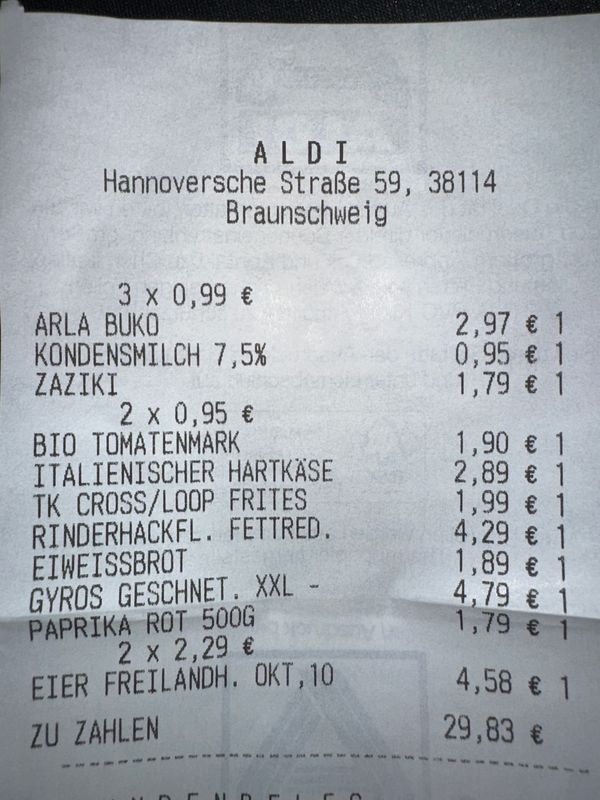 ALDI
Hannoversche Straße 59, 38114
Braunschweig
3 x 0,99 €
ARLA BUKO 2,97 € 1
KONDENSMILCH 7,5% 0,95 € 1
ZAZIKI 1,79 € 1
2 x 0,95 €
BIO TOMATENMARK 1,90 € 1
ITALIENISCHER HARTKÄSE 2,89 € 1
TK CROSS/LOOP FRITES 1,99 € 1
RINDERHACKFL. FETTRED. 4,29 € 1
EIWEISSBROT 1,89 € 1
GYROS GESCHNET. XXL - 4,79 € 1
PAPRIKA ROT 500G 1,79 € 1
2 x 2,29 €
EIER FREILANDH. OKT,10 4,58 € 1
ZU ZAHLEN 29,83 €